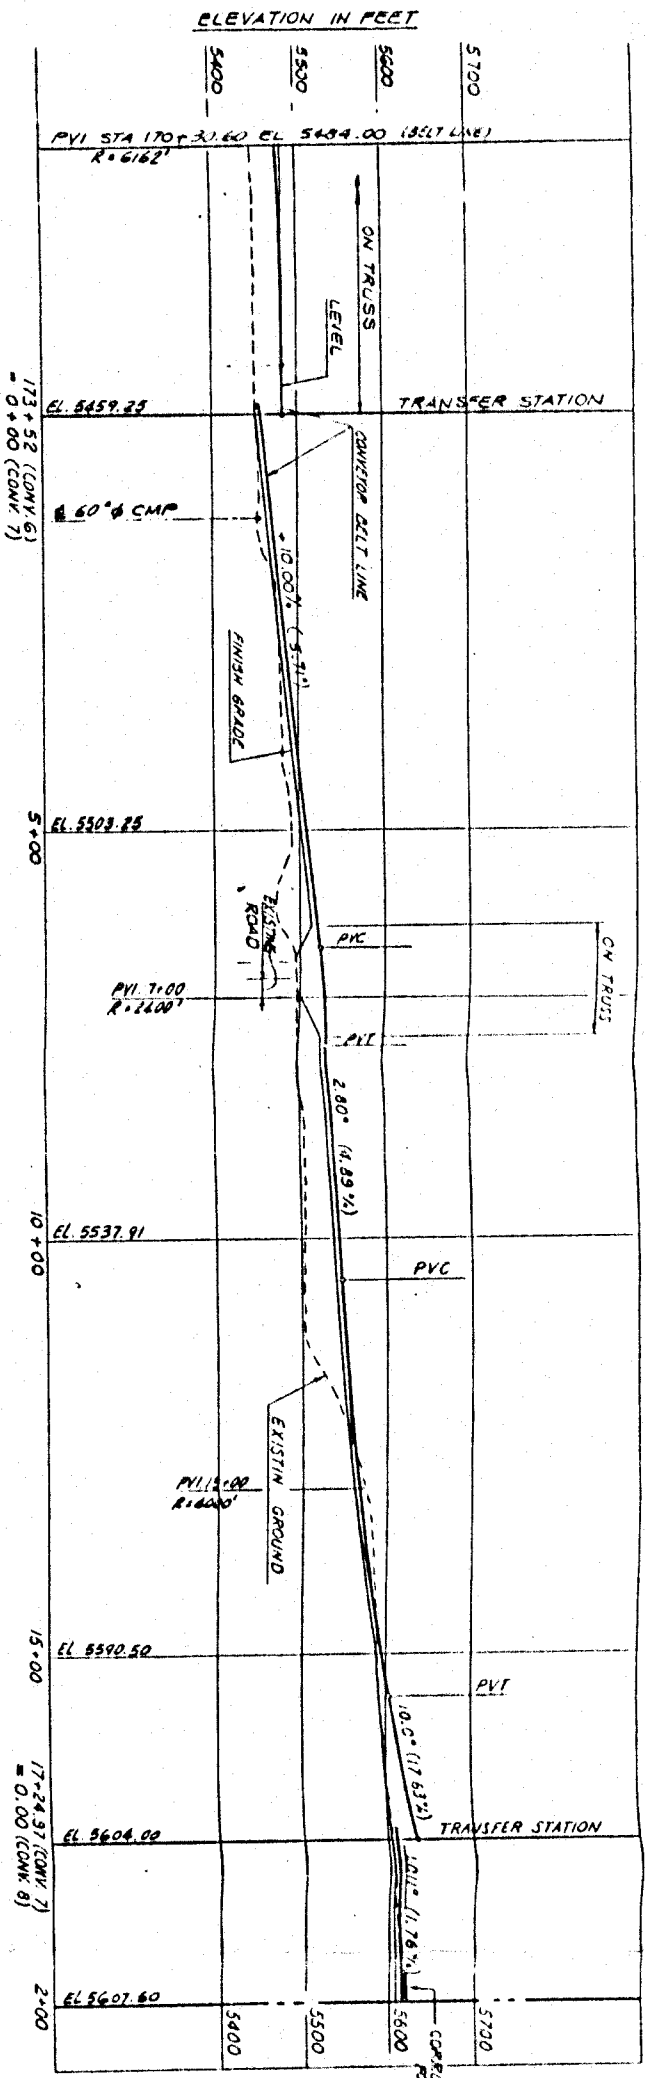 ELEVATION IN FEET
5400
5500
5600
5700
PVI STA 170+30.60 EL 5484.00 (BELT LINE)
R=6162'
ON TRUSS
LEVEL
EL. 5459.25
TRANSFER STATION
173+52 (CONV. 6)
= 0+00 (CONV. 7)
CONVEYOR BELT LINE
60"φ CMP
+10.00% (5.71°)
FINISH GRADE
EL. 5503.25
5+00
EXISTING
ROAD
PVC
ON TRUSS
PVI. 7+00
R=2600'
PVT
2.80° (4.89%)
EL. 5537.91
10+00
PVC
EXISTIN GROUND
PVI. 13+00
EL 5590.50
15+00
PVT
10.0° (17.63%)
EL 5604.00
TRANSFER STATION
17+24.97 (CONV. 7)
= 0.00 (CONV. 8)
1.011° (1.76%)
EL 5607.60
2+00
5400
5500
5600
5700